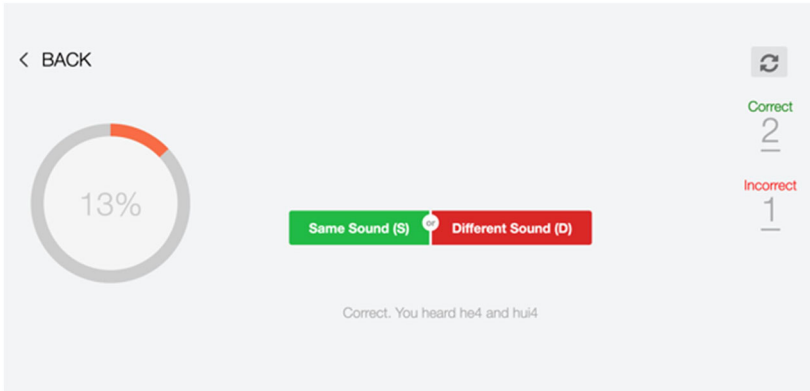 < BACK
Correct
2
Incorrect
1
13%
Same Sound (S) or Different Sound (D)
Correct. You heard he4 and hui4